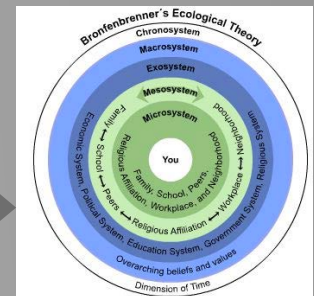 Bronfenbrenner´s Ecological Theory
Chronosystem
Macrosystem
Exosystem
Mesosystem
Microsystem
You
Family, School, Peers,
Religious Affiliation, Workplace, and Neighborhood
Family ↔ School ↔ Peers ↔ Religious Affiliation ↔ Workplace ↔ Neighborhood
Economic System, Political System, Education System, Government System, Religious System
Overarching beliefs and values
Dimension of Time